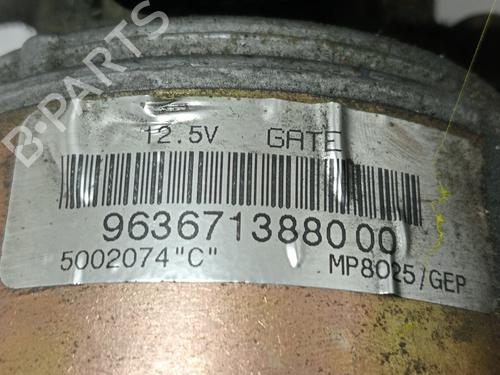 B-PARTS
12.5V GATE
9636713880 00
5002074"C" MP8025/GEP